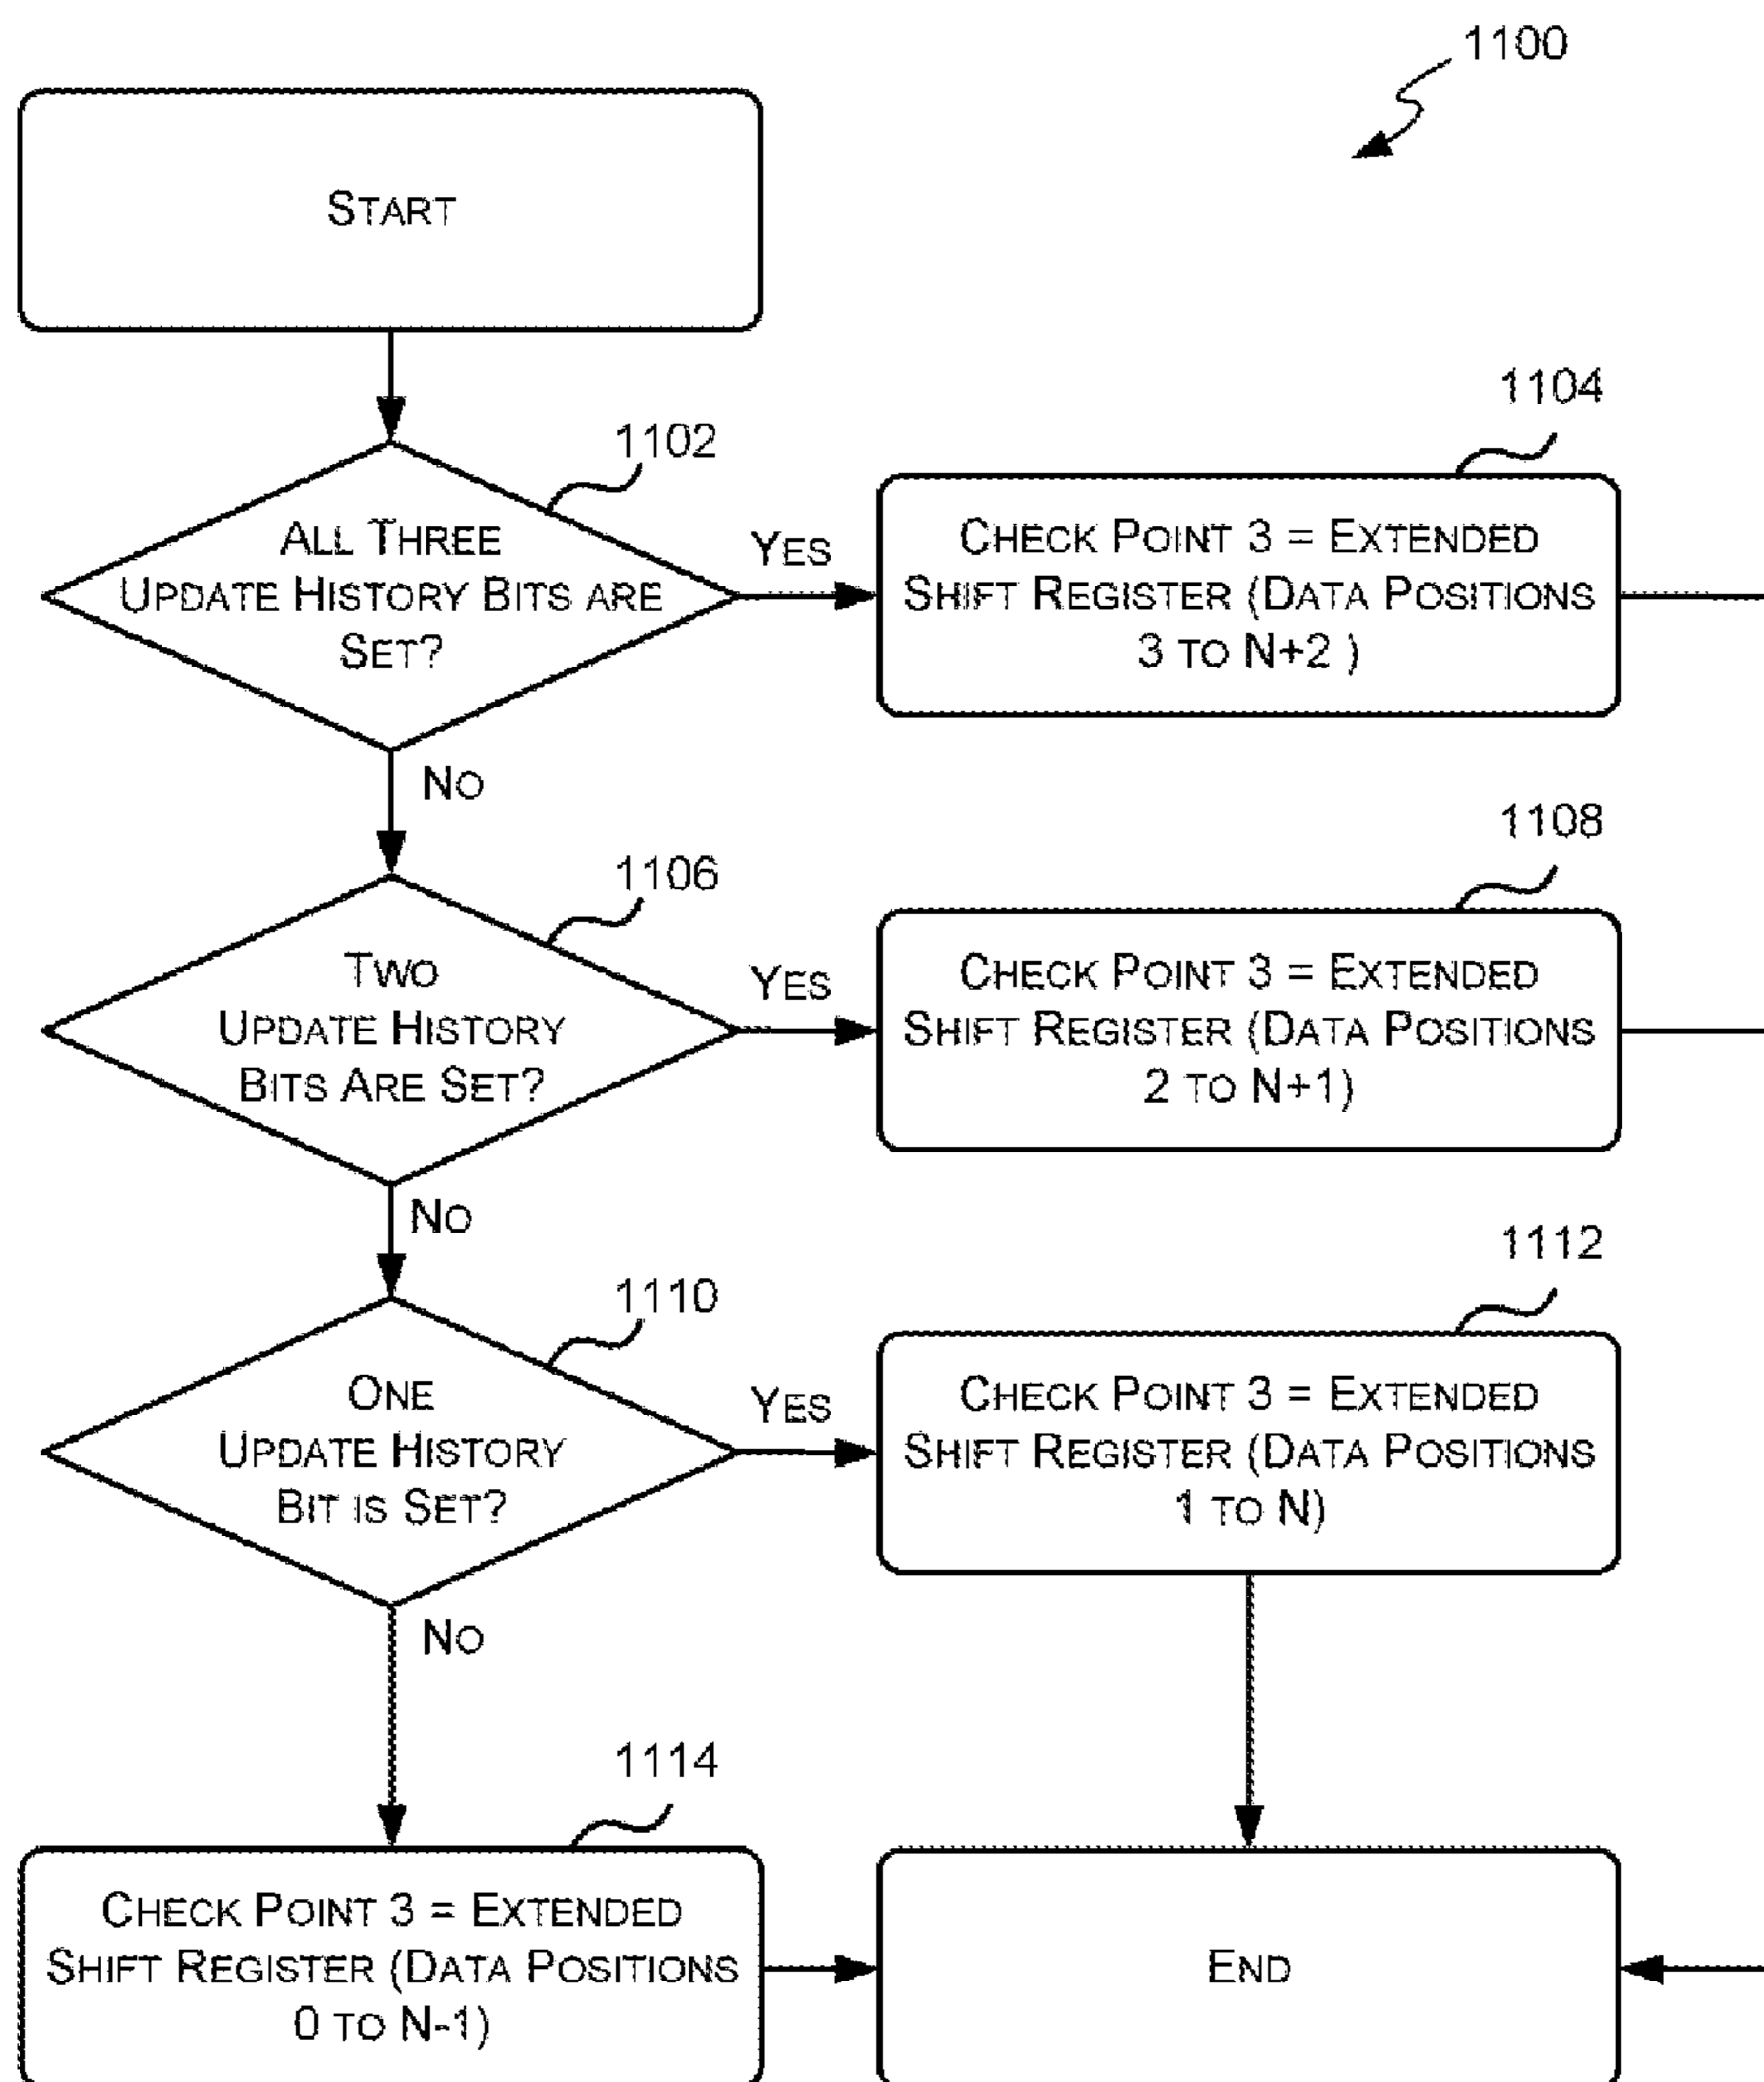 1100
START
1102
ALL THREE
UPDATE HISTORY BITS ARE
SET?
YES
NO
1104
CHECK POINT 3 = EXTENDED
SHIFT REGISTER (DATA POSITIONS
3 TO N+2 )
1106
TWO
UPDATE HISTORY
BITS ARE SET?
YES
NO
1108
CHECK POINT 3 = EXTENDED
SHIFT REGISTER (DATA POSITIONS
2 TO N+1)
1110
ONE
UPDATE HISTORY
BIT IS SET?
YES
NO
1112
CHECK POINT 3 = EXTENDED
SHIFT REGISTER (DATA POSITIONS
1 TO N)
1114
CHECK POINT 3 = EXTENDED
SHIFT REGISTER (DATA POSITIONS
0 TO N-1)
END